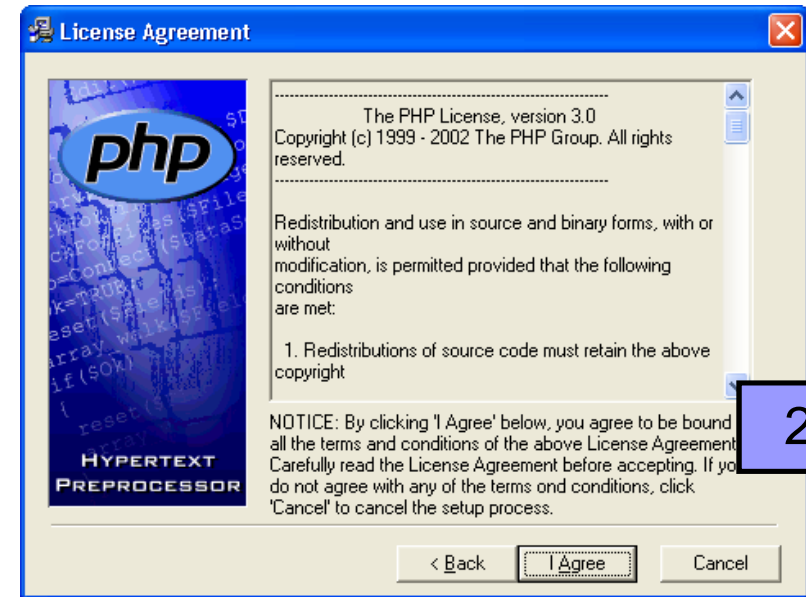 License Agreement
php
----------------------------------------------------------------
The PHP License, version 3.0
Copyright (c) 1999 - 2002 The PHP Group. All rights
reserved.
----------------------------------------------------------------
Redistribution and use in source and binary forms, with or
without
modification, is permitted provided that the following
conditions
are met:
1. Redistributions of source code must retain the above
copyright
NOTICE: By clicking 'I Agree' below, you agree to be bound
all the terms and conditions of the above License Agreement
Carefully read the License Agreement before accepting. If
do not agree with any of the terms ond conditions, click
'Cancel' to cancel the setup process.
HYPERTEXT
PREPROCESSOR
2
< Back
I Agree
Cancel